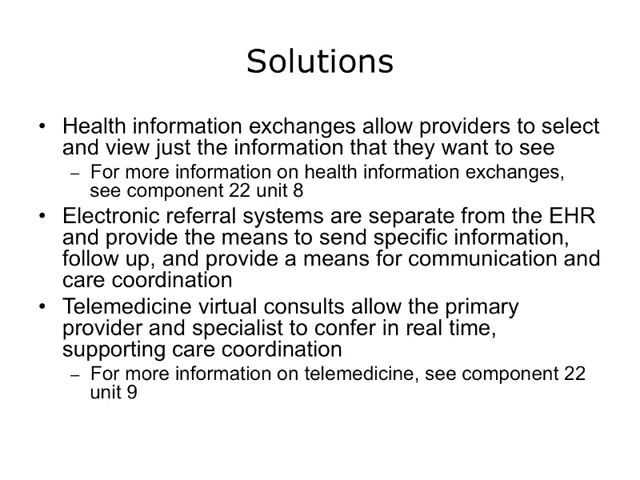 Solutions
• Health information exchanges allow providers to select
and view just the information that they want to see
– For more information on health information exchanges,
see component 22 unit 8
• Electronic referral systems are separate from the EHR
and provide the means to send specific information,
follow up, and provide a means for communication and
care coordination
• Telemedicine virtual consults allow the primary
provider and specialist to confer in real time,
supporting care coordination
– For more information on telemedicine, see component 22
unit 9